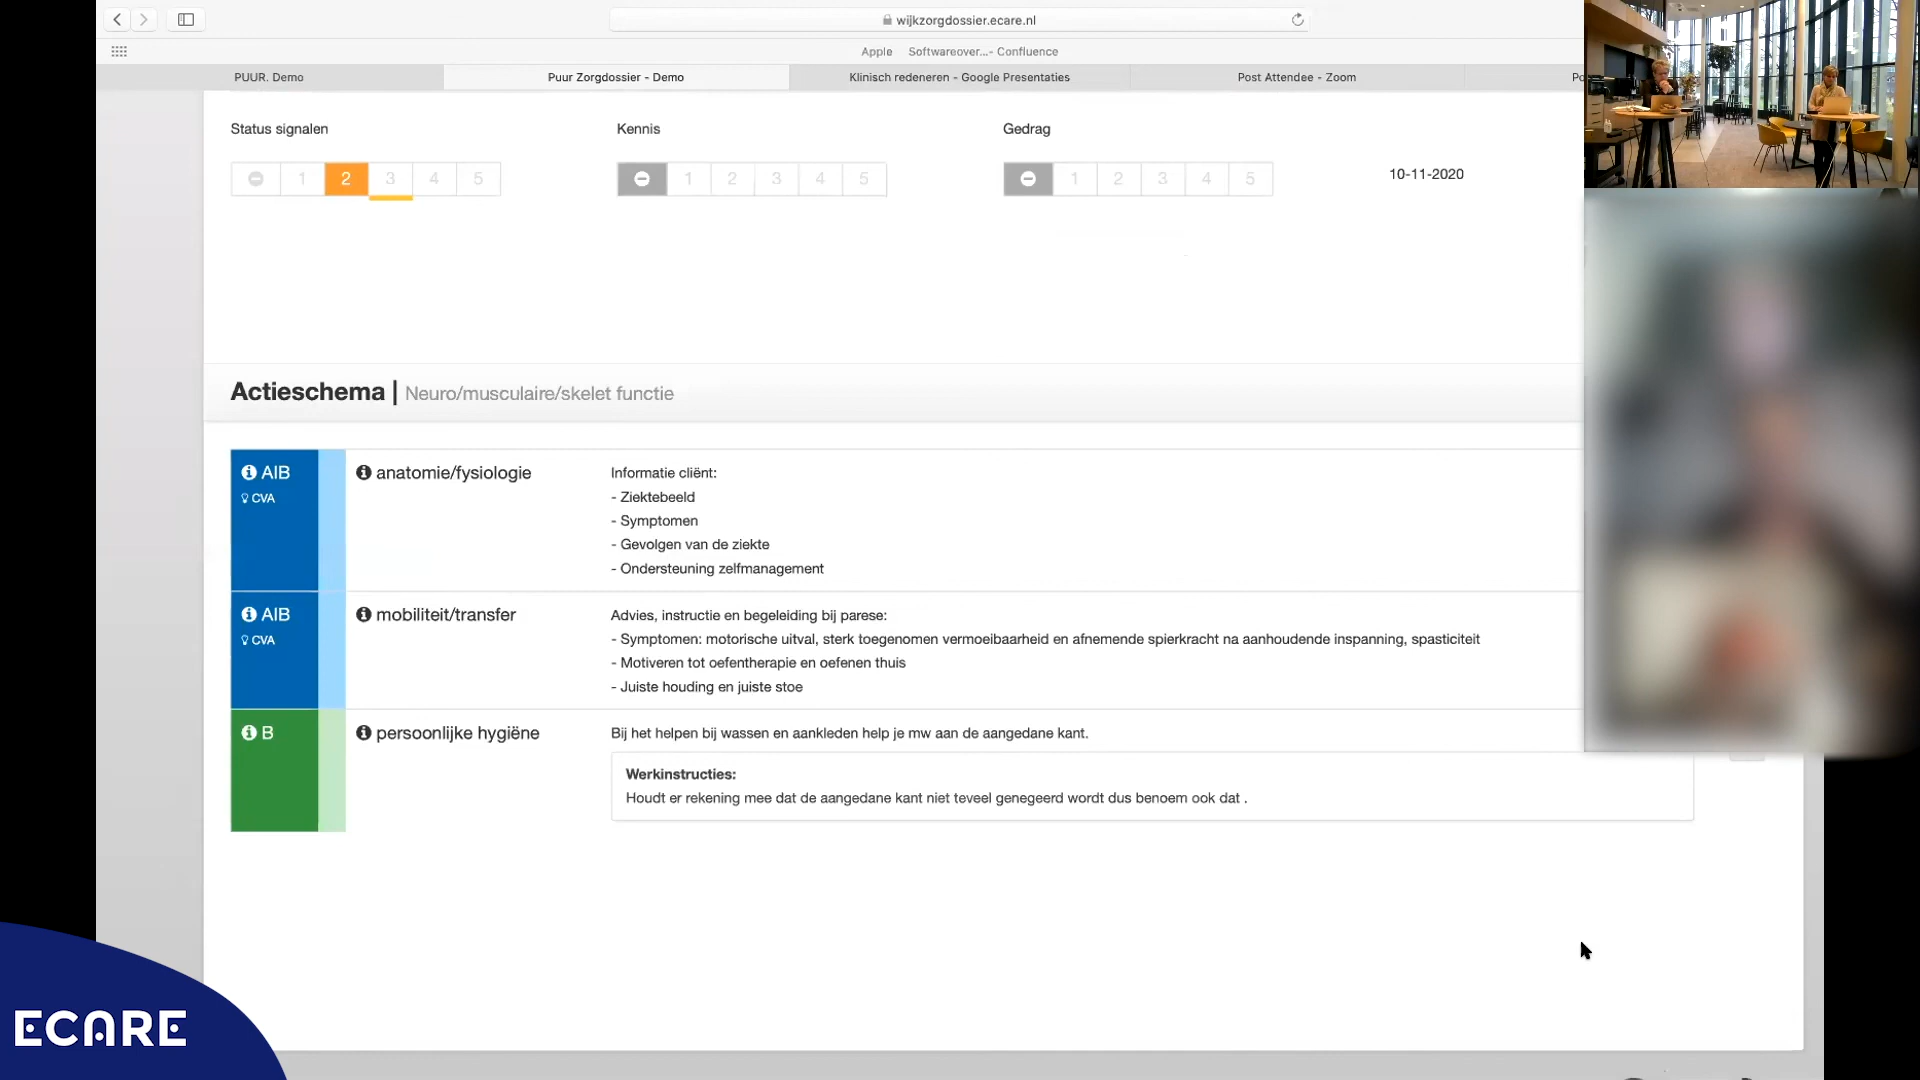 wijkzorgdossier.ecare.nl
Apple Softwareover...- Confluence
PUUR. Demo
Puur Zorgdossier - Demo
Klinisch redeneren - Google Presentaties
Post Attendee - Zoom
Status signalen
Kennis
Gedrag
1 2 3 4 5
1 2 3 4 5
1 2 3 4 5
10-11-2020
Actieschema | Neuro/musculaire/skelet functie
AIB
CVA
anatomie/fysiologie
Informatie cliënt:
- Ziektebeeld
- Symptomen
- Gevolgen van de ziekte
- Ondersteuning zelfmanagement
AIB
CVA
mobiliteit/transfer
Advies, instructie en begeleiding bij parese:
- Symptomen: motorische uitval, sterk toegenomen vermoeibaarheid en afnemende spierkracht na aanhoudende inspanning, spasticiteit
- Motiveren tot oefentherapie en oefenen thuis
- Juiste houding en juiste stoe
B
persoonlijke hygiëne
Bij het helpen bij wassen en aankleden help je mw aan de aangedane kant.
Werkinstructies:
Houdt er rekening mee dat de aangedane kant niet teveel genegeerd wordt dus benoem ook dat .
ECARE